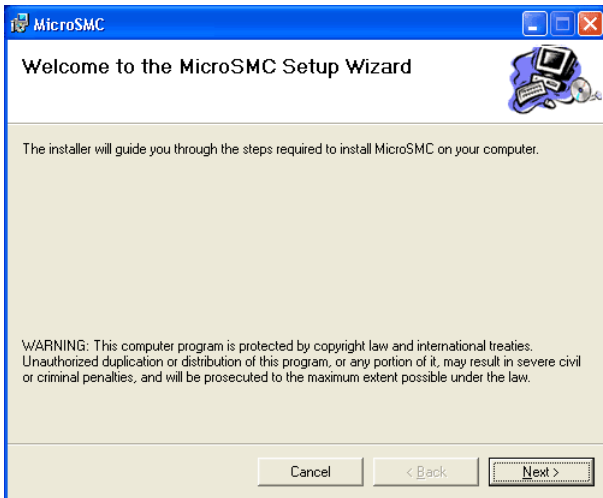 MicroSMC
Welcome to the MicroSMC Setup Wizard
The installer will guide you through the steps required to install MicroSMC on your computer.
WARNING: This computer program is protected by copyright law and international treaties.
Unauthorized duplication or distribution of this program, or any portion of it, may result in severe civil
or criminal penalties, and will be prosecuted to the maximum extent possible under the law.
Cancel
< Back
Next >